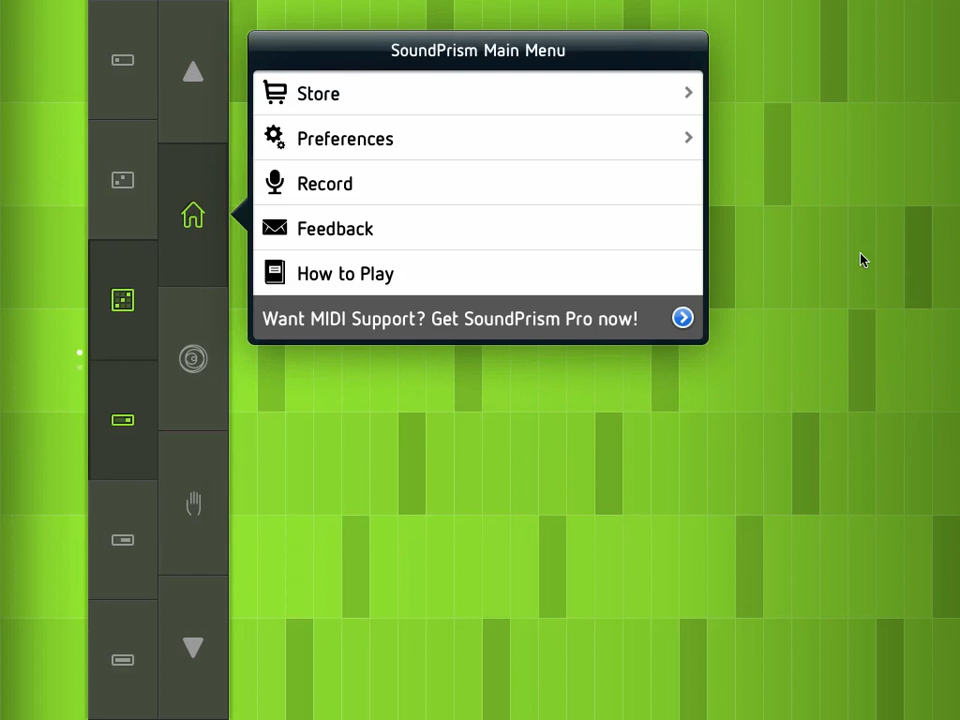 SoundPrism Main Menu
Store
Preferences
Record
Feedback
How to Play
Want MIDI Support? Get SoundPrism Pro now!